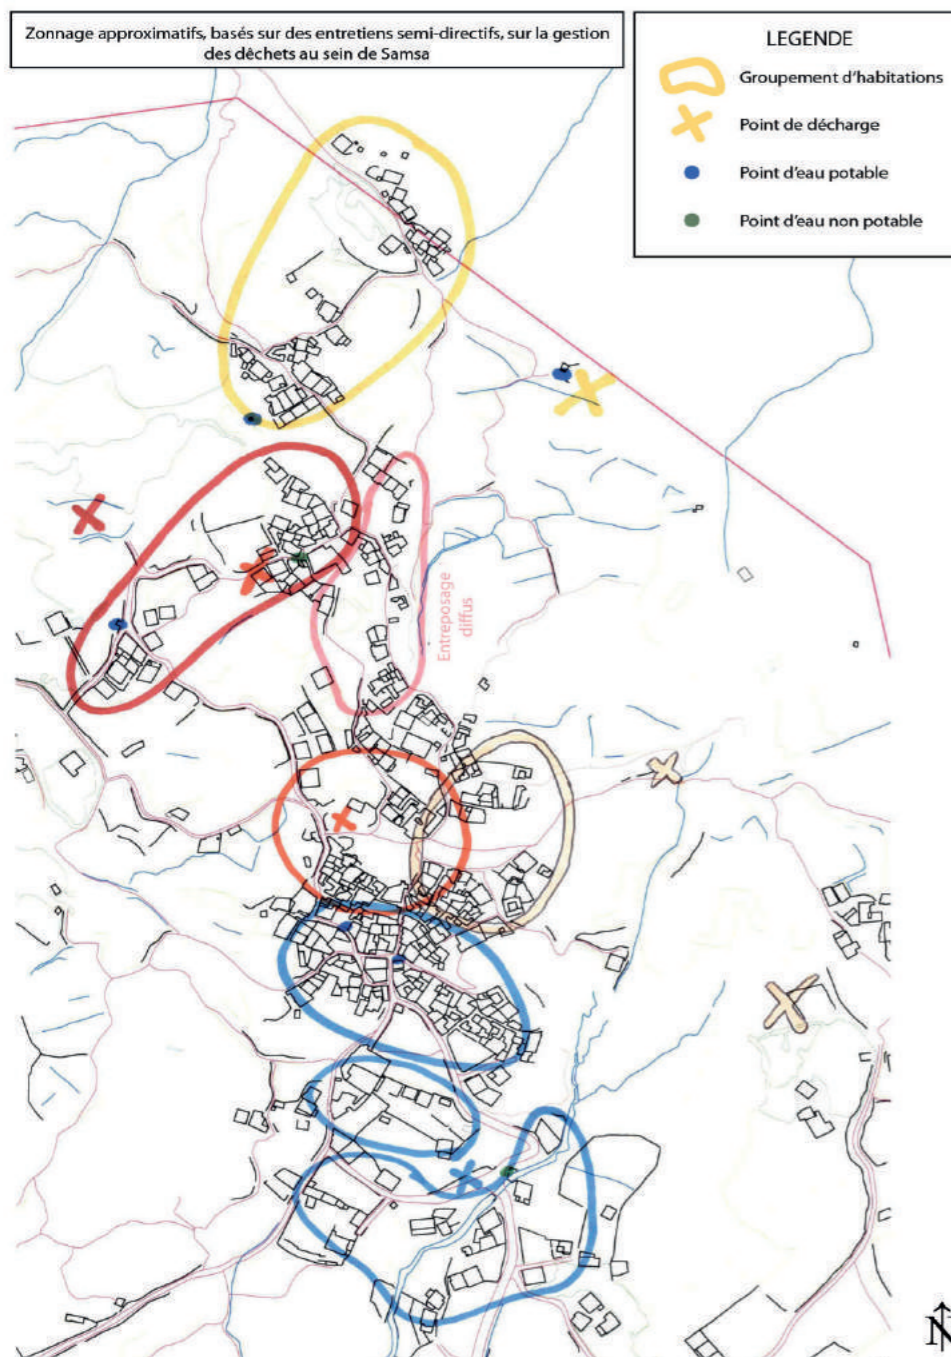 Zonnage approximatifs, basés sur des entretiens semi-directifs, sur la gestion
des dêchets au sein de Samsa
LEGENDE
Groupement d'habitations
Point de décharge
Point d'eau potable
Point d'eau non potable
Entreposage
diffus
N